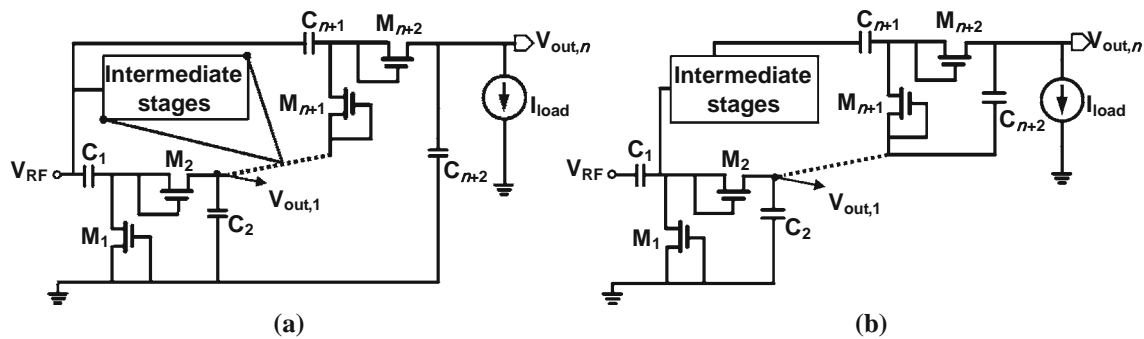 C_{n+1} M_{n+2}
V_{out,n}
Intermediate
stages
M_{n+1}
I_{load}
C_{n+2}
V_{RF} C_1 M_2
V_{out,1}
C_2
M_1
(a)
C_{n+1} M_{n+2}
V_{out,n}
Intermediate
stages
M_{n+1}
C_{n+2}
I_{load}
V_{RF} C_1 M_2
V_{out,1}
C_2
M_1
(b)